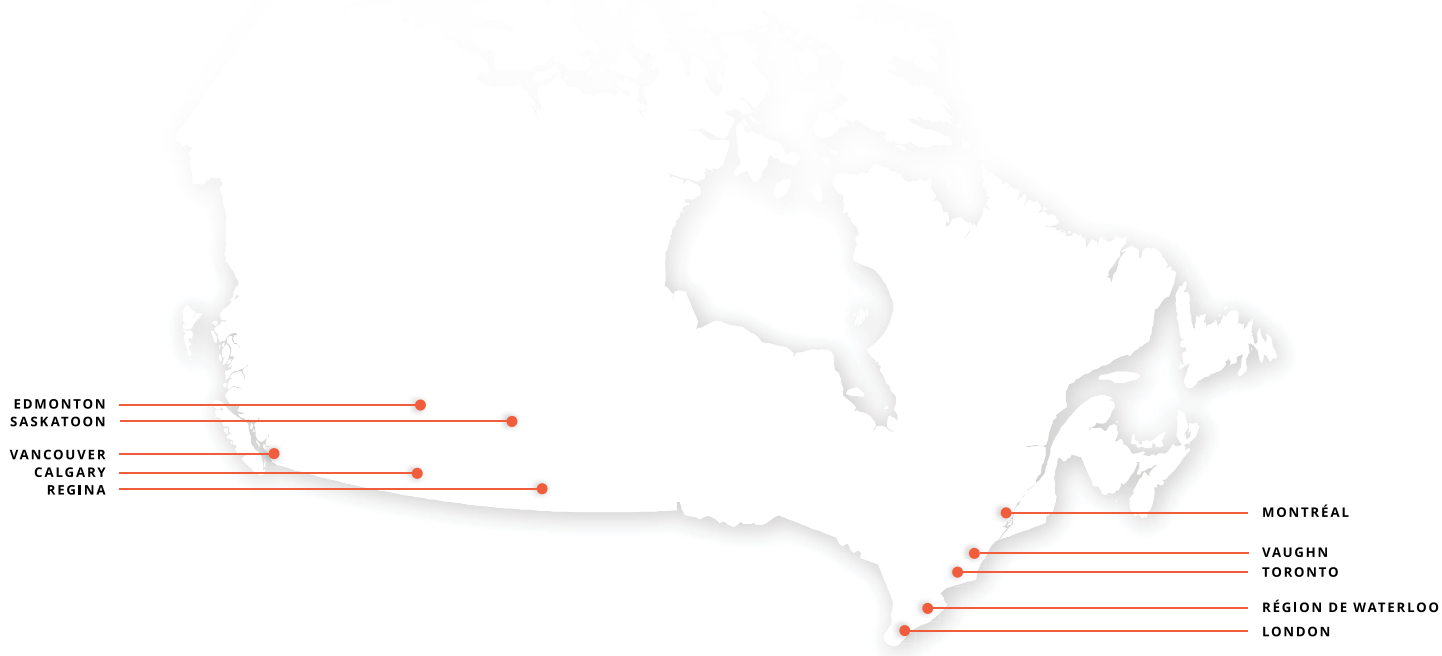 EDMONTON
SASKATOON
VANCOUVER
CALGARY
REGINA
MONTRÉAL
VAUGHN
TORONTO
RÉGION DE WATERLOO
LONDON